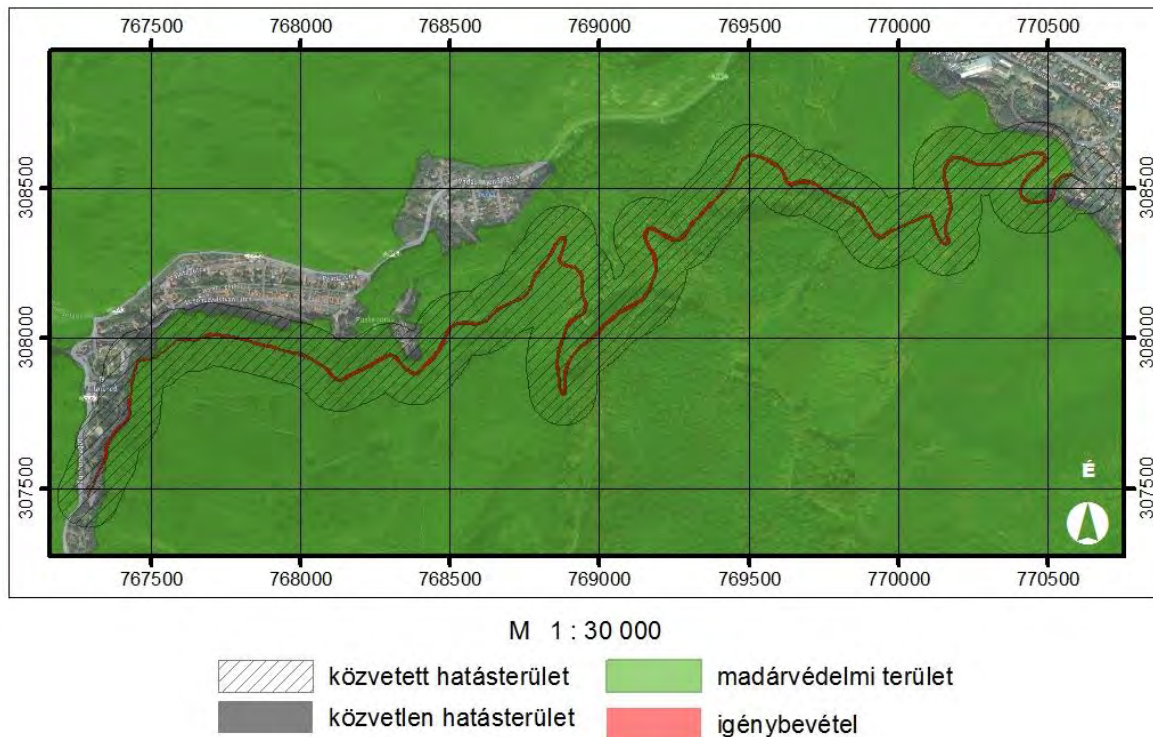 767500 768000 768500 769000 769500 770000 770500
308500 308500
308000 308000
307500 307500
É
767500 768000 768500 769000 769500 770000 770500
M 1 : 30 000
közvetett hatásterület
madárvédelmi terület
közvetlen hatásterület
igénybevétel